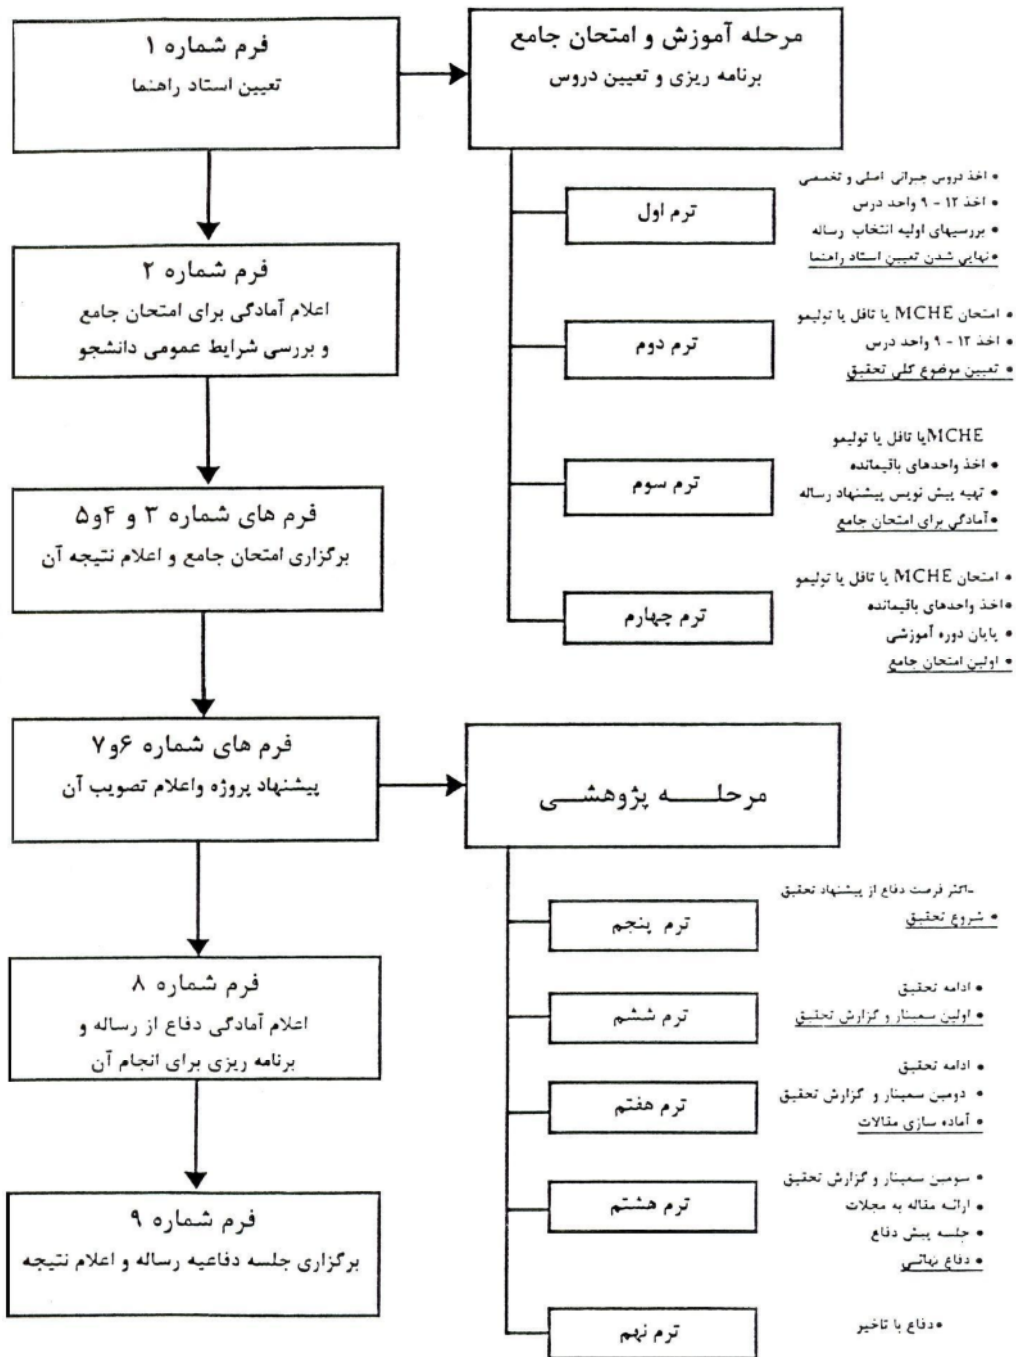 فرم شماره ۱
تعیین استاد راهنما
مرحله آموزش و امتحان جامع
برنامه ریزی و تعیین دروس
ترم اول
• اخذ دروس جبرانی اصلی و تخصصی
• اخذ ۱۲ - ۹ واحد درس
• بررسیهای اولیه انتخاب رساله
• نهایی شدن تعیین استاد راهنما
فرم شماره ۲
اعلام آمادگی برای امتحان جامع
و بررسی شرایط عمومی دانشجو
ترم دوم
• امتحان MCHE یا تافل یا تولیمو
• اخذ ۱۲ - ۹ واحد درس
• تعیین موضوع کلی تحقیق
فرم های شماره ۳ و ۴و۵
برگزاری امتحان جامع و اعلام نتیجه آن
ترم سوم
MCHEیا تافل یا تولیمو
• اخذ واحدهای باقیمانده
• تهیه پیش نویس پیشنهاد رساله
• آمادگی برای امتحان جامع
ترم چهارم
• امتحان MCHE یا تافل یا تولیمو
• اخذ واحدهای باقیمانده
• پایان دوره آموزشی
• اولین امتحان جامع
فرم های شماره ۶و۷
پیشنهاد پروژه واعلام تصویب آن
مرحلــــه پژوهشــی
ترم پنجم
-اکثر فرصت دفاع از پیشنهاد تحقیق
• شروع تحقیق
فرم شماره ۸
اعلام آمادگی دفاع از رساله و
برنامه ریزی برای انجام آن
ترم ششم
• ادامه تحقیق
• اولین سمینار و گزارش تحقیق
ترم هفتم
• ادامه تحقیق
• دومین سمینار و گزارش تحقیق
• آماده سازی مقالات
فرم شماره ۹
برگزاری جلسه دفاعیه رساله و اعلام نتیجه
ترم هشتم
• سومین سمینار و گزارش تحقیق
• ارائه مقاله به مجلات
• جلسه پیش دفاع
• دفاع نهائی
ترم نهم
•دفاع با تاخیر